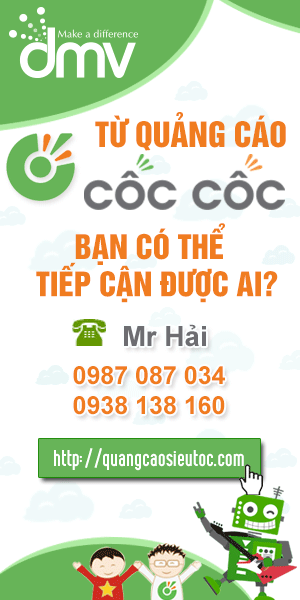 Make a difference
dmv
TỪ QUẢNG CÁO
CỐC CỐC
BẠN CÓ THỂ
TIẾP CẬN ĐƯỢC AI?
Mr Hải
0987 087 034
0938 138 160
http://quangcaosieutoc.com